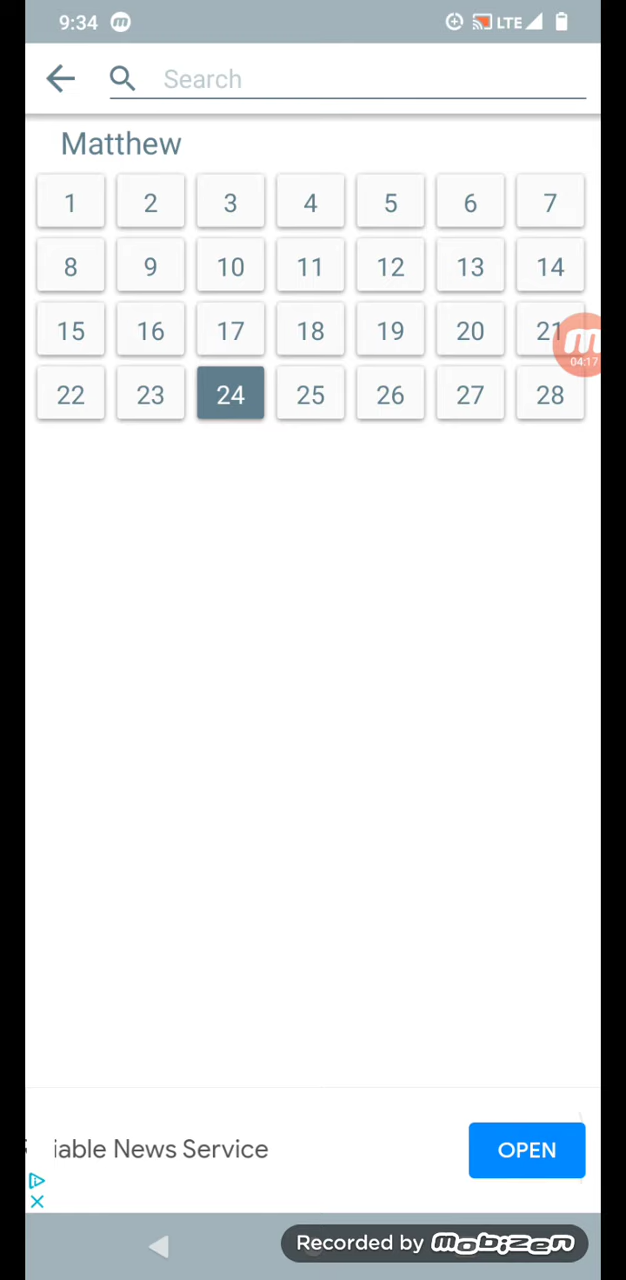 9:34 LTE
Search
Matthew
1 2 3 4 5 6 7
8 9 10 11 12 13 14
15 16 17 18 19 20 21
04:17
22 23 24 25 26 27 28
iable News Service OPEN
Recorded by mobizen